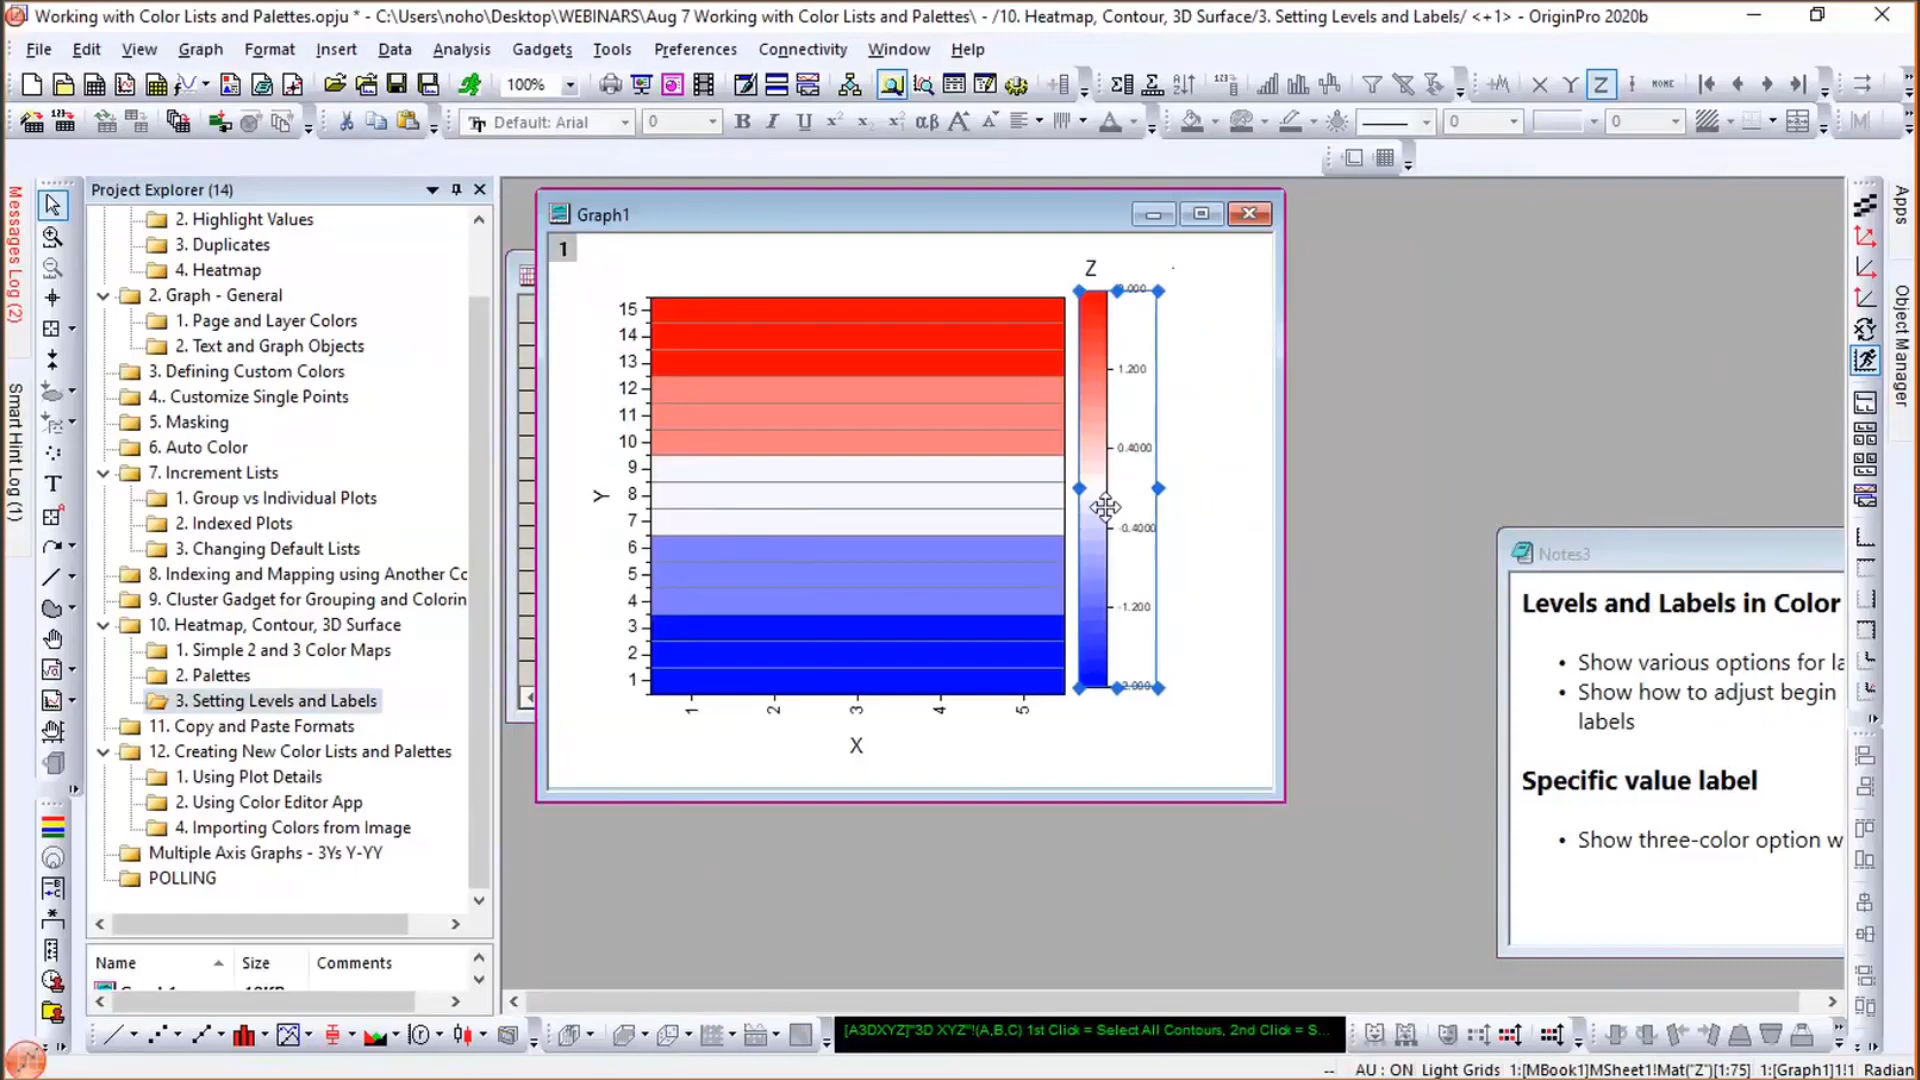 Working with Color Lists and Palettes.opju * - C:\Users\noho\Desktop\WEBINARS\Aug 7 Working with Color Lists and Palettes\ - /10. Heatmap, Contour, 3D Surface/3. Setting Levels and Labels/ <+1> - OriginPro 2020b
File Edit View Graph Format Insert Data Analysis Gadgets Tools Preferences Connectivity Window Help
100%
X Y Z HOME
Default: Arial 0 B I U αβ A A 0 0
Messages Log (2)
Smart Hint Log (1)
Project Explorer (14)
2. Highlight Values
3. Duplicates
4. Heatmap
2. Graph - General
1. Page and Layer Colors
2. Text and Graph Objects
3. Defining Custom Colors
4.. Customize Single Points
5. Masking
6. Auto Color
7. Increment Lists
1. Group vs Individual Plots
2. Indexed Plots
3. Changing Default Lists
8. Indexing and Mapping using Another Cc
9. Cluster Gadget for Grouping and Colorin
10. Heatmap, Contour, 3D Surface
1. Simple 2 and 3 Color Maps
2. Palettes
3. Setting Levels and Labels
11. Copy and Paste Formats
12. Creating New Color Lists and Palettes
1. Using Plot Details
2. Using Color Editor App
4. Importing Colors from Image
Multiple Axis Graphs - 3Ys Y-YY
POLLING
Name Size Comments
Graph1
1
Z
15
14
13
12
11
10
9
8
7
6
5
4
3
2
1
Y
1 2 3 4 5
X
1.200
0.4000
-0.4000
-1.200
Notes3
Levels and Labels in Color
• Show various options for la
• Show how to adjust begin
labels
Specific value label
• Show three-color option w
Apps
Object Manager
[A3DXYZ]"3D XYZ"!(A,B,C) 1st Click = Select All Contours, 2nd Click = S...
-- AU : ON Light Grids 1:[MBook1]MSheet1!Mat("Z")[1:75] 1:[Graph1]1!1 Radian